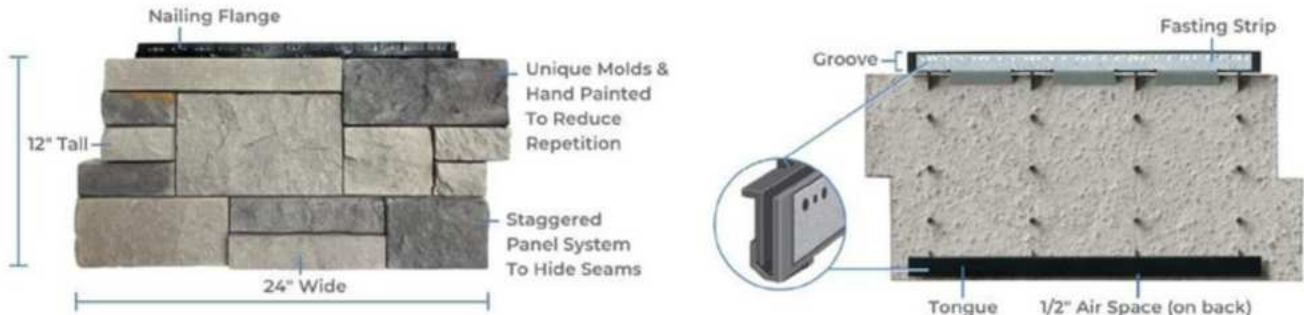 Nailing Flange
12" Tall
Unique Molds &
Hand Painted
To Reduce
Repetition
Staggered
Panel System
To Hide Seams
24" Wide
Fasting Strip
Groove
Tongue
1/2" Air Space (on back)